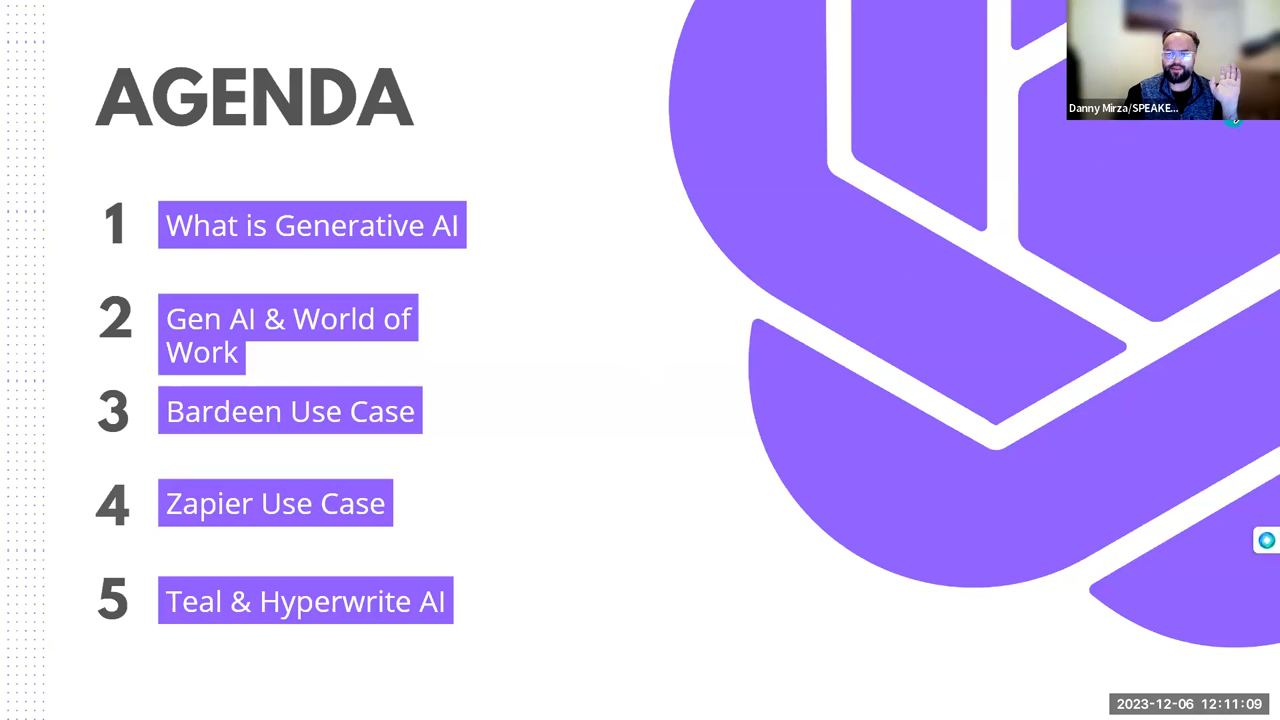 AGENDA
1 What is Generative AI
2 Gen AI & World of
Work
3 Bardeen Use Case
4 Zapier Use Case
5 Teal & Hyperwrite AI
Danny Mirza/SPEAKE...
2023-12-06 12:11:09